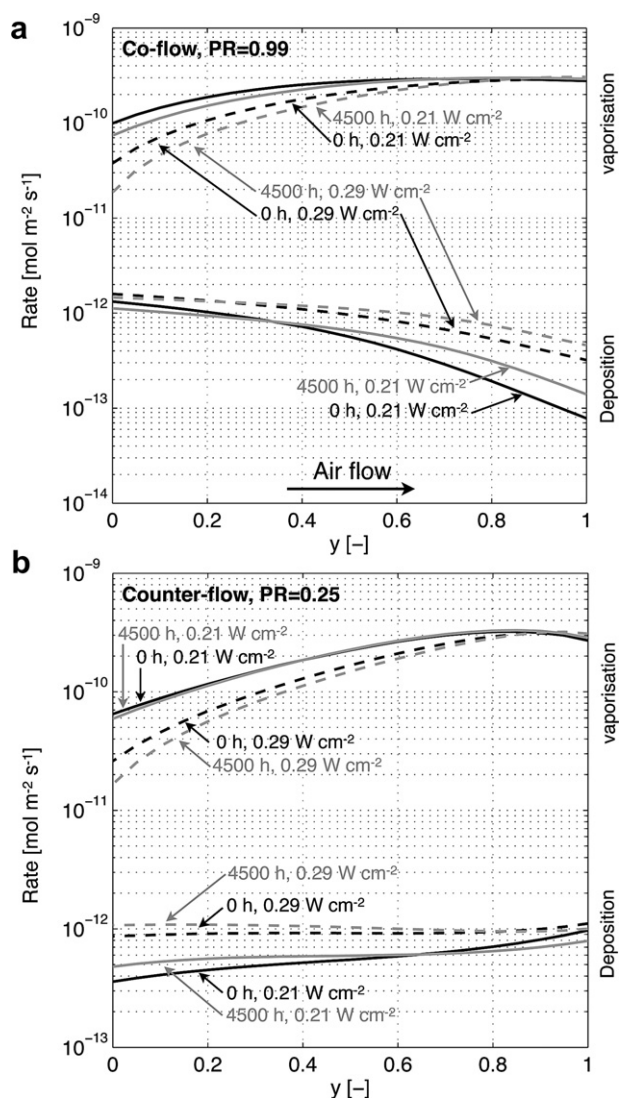 a
Co-flow, PR=0.99
10⁻⁹
10⁻¹⁰
10⁻¹¹
10⁻¹²
10⁻¹³
10⁻¹⁴
Rate [mol m⁻² s⁻¹]
4500 h, 0.21 W cm⁻²
0 h, 0.21 W cm⁻²
4500 h, 0.29 W cm⁻²
0 h, 0.29 W cm⁻²
4500 h, 0.21 W cm⁻²
0 h, 0.21 W cm⁻²
Air flow
vaporisation
Deposition
0 0.2 0.4 0.6 0.8 1
y [–]
b
Counter-flow, PR=0.25
10⁻⁹
10⁻¹⁰
10⁻¹¹
10⁻¹²
10⁻¹³
Rate [mol m⁻² s⁻¹]
4500 h, 0.21 W cm⁻²
0 h, 0.21 W cm⁻²
0 h, 0.29 W cm⁻²
4500 h, 0.29 W cm⁻²
4500 h, 0.29 W cm⁻²
0 h, 0.29 W cm⁻²
0 h, 0.21 W cm⁻²
4500 h, 0.21 W cm⁻²
vaporisation
Deposition
0 0.2 0.4 0.6 0.8 1
y [–]